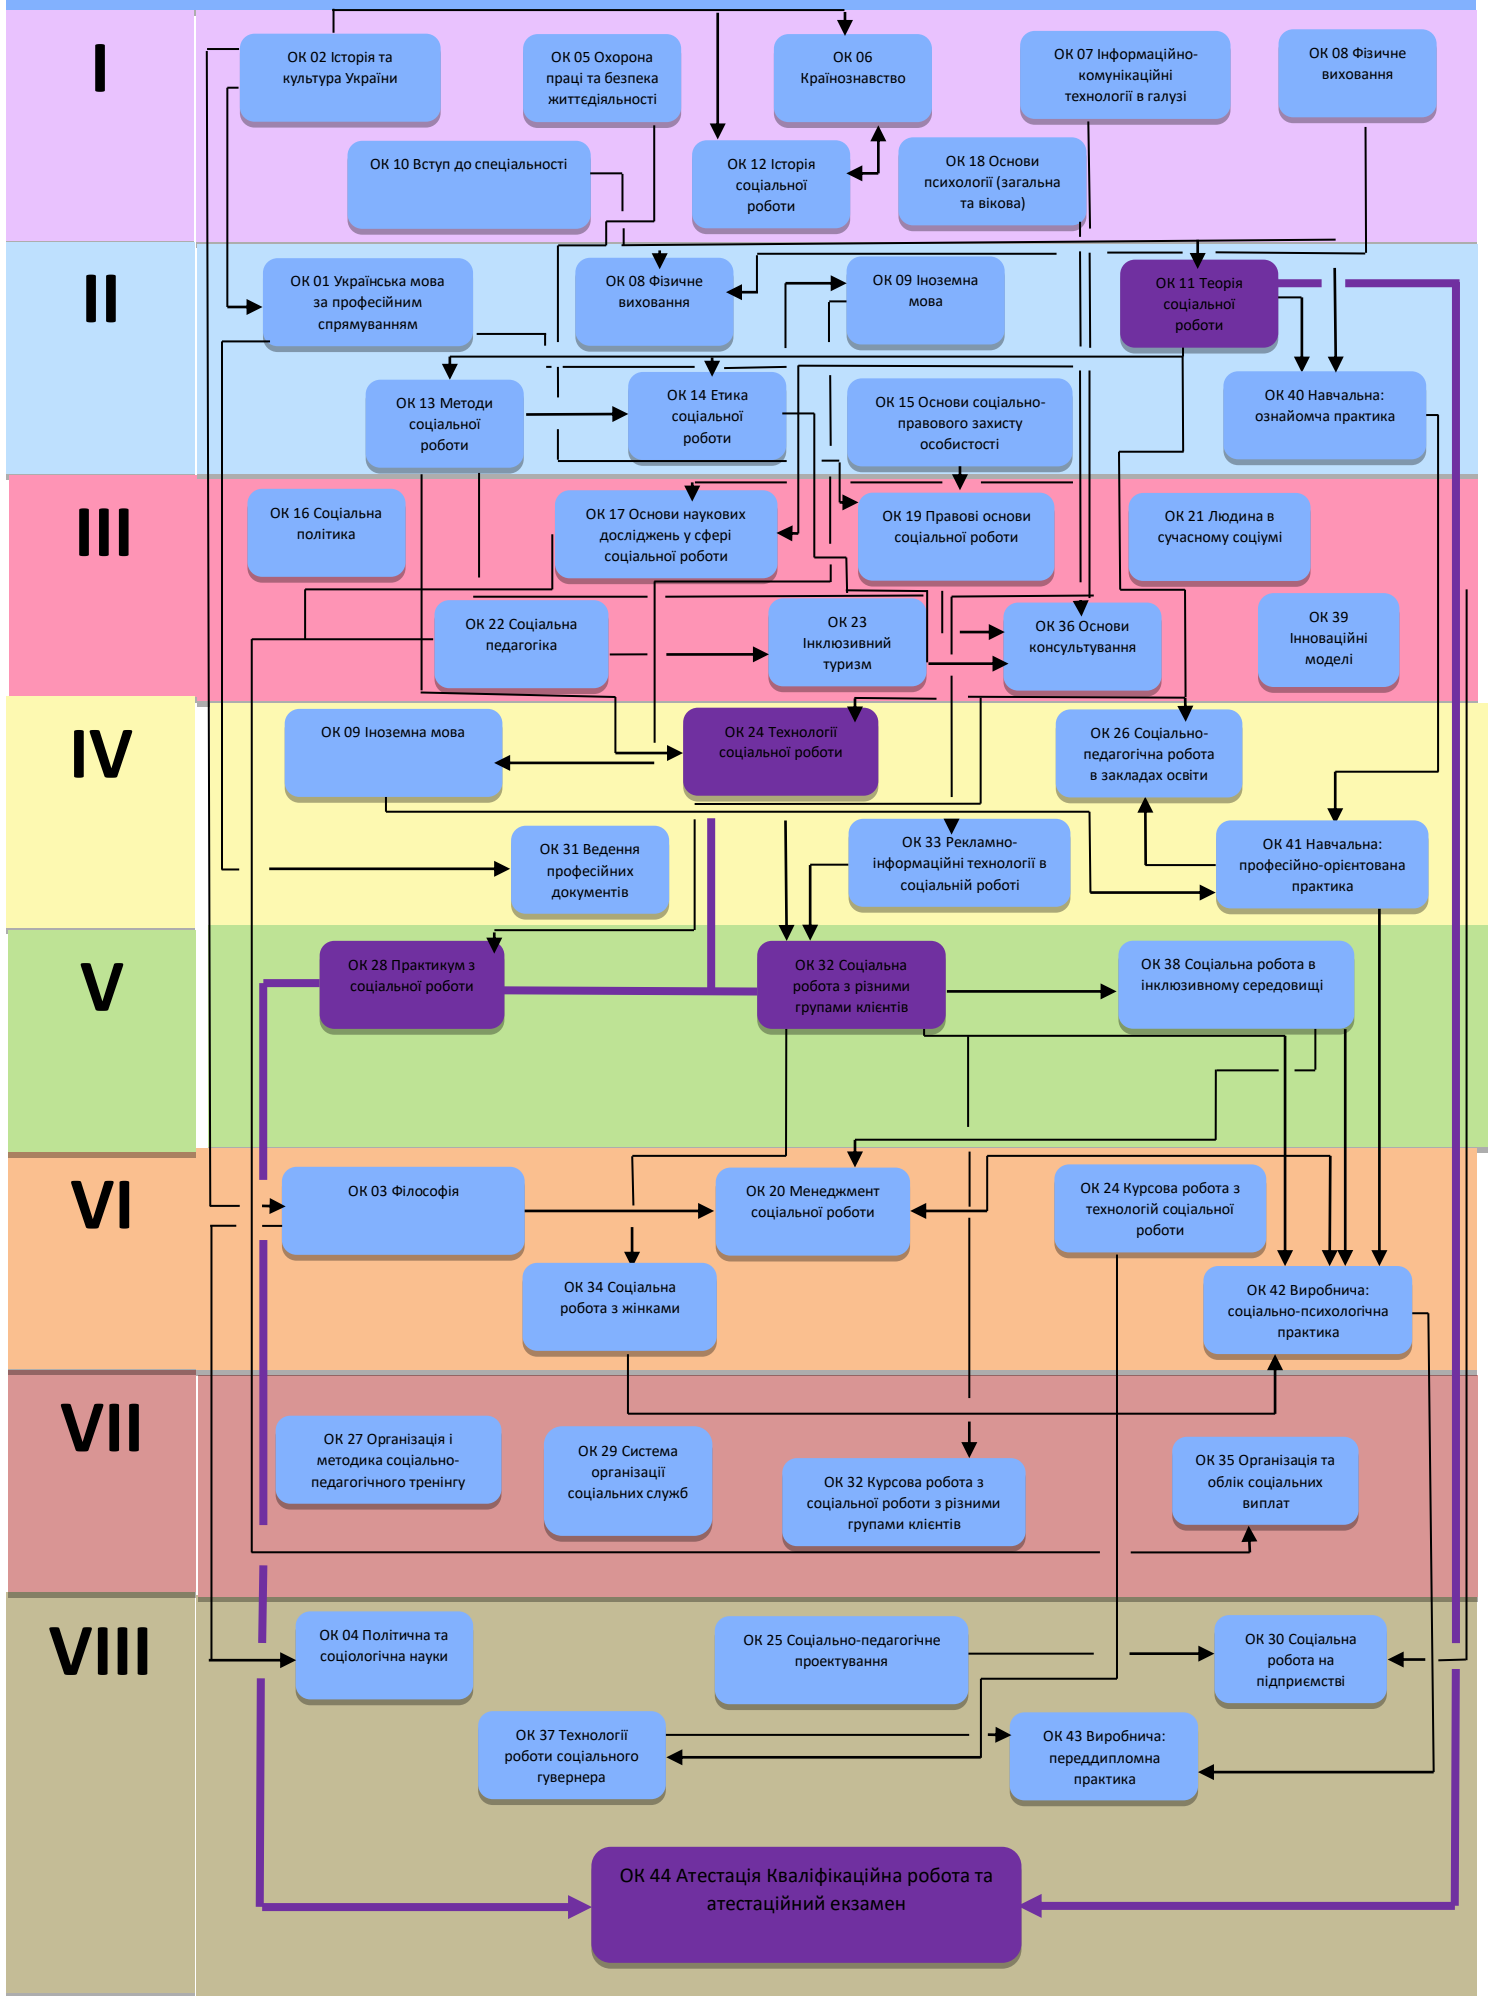 I
ОК 02 Історія та
культура України
ОК 05 Охорона
праці та безпека
життєдіяльності
ОК 06
Країнознавство
ОК 07 Інформаційно-
комунікаційні
технології в галузі
ОК 08 Фізичне
виховання
ОК 10 Вступ до спеціальності
ОК 12 Історія
соціальної
роботи
ОК 18 Основи
психології (загальна
та вікова)
II
ОК 01 Українська мова
за професійним
спрямуванням
ОК 08 Фізичне
виховання
ОК 09 Іноземна
мова
ОК 11 Теорія
соціальної
роботи
ОК 13 Методи
соціальної
роботи
ОК 14 Етика
соціальної
роботи
ОК 15 Основи соціально-
правового захисту
особистості
ОК 40 Навчальна:
ознайомча практика
III
ОК 16 Соціальна
політика
ОК 17 Основи наукових
досліджень у сфері
соціальної роботи
ОК 19 Правові основи
соціальної роботи
ОК 21 Людина в
сучасному соціумі
ОК 22 Соціальна
педагогіка
ОК 23
Інклюзивний
туризм
ОК 36 Основи
консультування
ОК 39
Інноваційні
моделі
IV
ОК 09 Іноземна мова
ОК 24 Технології
соціальної роботи
ОК 26 Соціально-
педагогічна робота
в закладах освіти
ОК 31 Ведення
професійних
документів
ОК 33 Рекламно-
інформаційні технології в
соціальній роботі
ОК 41 Навчальна:
професійно-орієнтована
практика
V
ОК 28 Практикум з
соціальної роботи
ОК 32 Соціальна
робота з різними
групами клієнтів
ОК 38 Соціальна робота в
інклюзивному середовищі
VI
ОК 03 Філософія
ОК 20 Менеджмент
соціальної роботи
ОК 24 Курсова робота з
технологій соціальної
роботи
ОК 34 Соціальна
робота з жінками
ОК 42 Виробнича:
соціально-психологічна
практика
VII
ОК 27 Організація і
методика соціально-
педагогічного тренінгу
ОК 29 Система
організації
соціальних служб
ОК 32 Курсова робота з
соціальної роботи з різними
групами клієнтів
ОК 35 Організація та
облік соціальних
виплат
VIII
ОК 04 Політична та
соціологічна науки
ОК 25 Соціально-педагогічне
проектування
ОК 30 Соціальна
робота на
підприємстві
ОК 37 Технології
роботи соціального
гувернера
ОК 43 Виробнича:
переддипломна
практика
ОК 44 Атестація Кваліфікаційна робота та
атестаційний екзамен